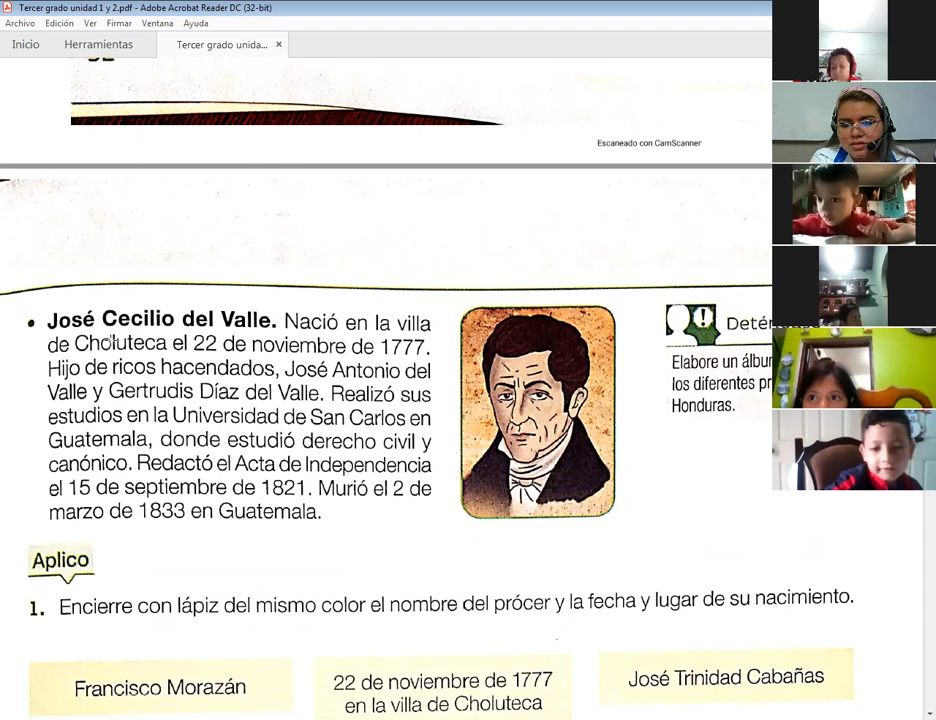 Tercer grado unidad 1 y 2.pdf - Adobe Acrobat Reader DC (32-bit)
Archivo Edición Ver Firmar Ventana Ayuda
Inicio Herramientas Tercer grado unida... ×
Escaneado con CamScanner
• José Cecilio del Valle. Nació en la villa
de Choluteca el 22 de noviembre de 1777.
Hijo de ricos hacendados, José Antonio del
Valle y Gertrudis Díaz del Valle. Realizó sus
estudios en la Universidad de San Carlos en
Guatemala, donde estudió derecho civil y
canónico. Redactó el Acta de Independencia
el 15 de septiembre de 1821. Murió el 2 de
marzo de 1833 en Guatemala.
Elabore un álbum
los diferentes pr
Honduras.
Aplico
1. Encierre con lápiz del mismo color el nombre del prócer y la fecha y lugar de su nacimiento.
Francisco Morazán
22 de noviembre de 1777
en la villa de Choluteca
José Trinidad Cabañas